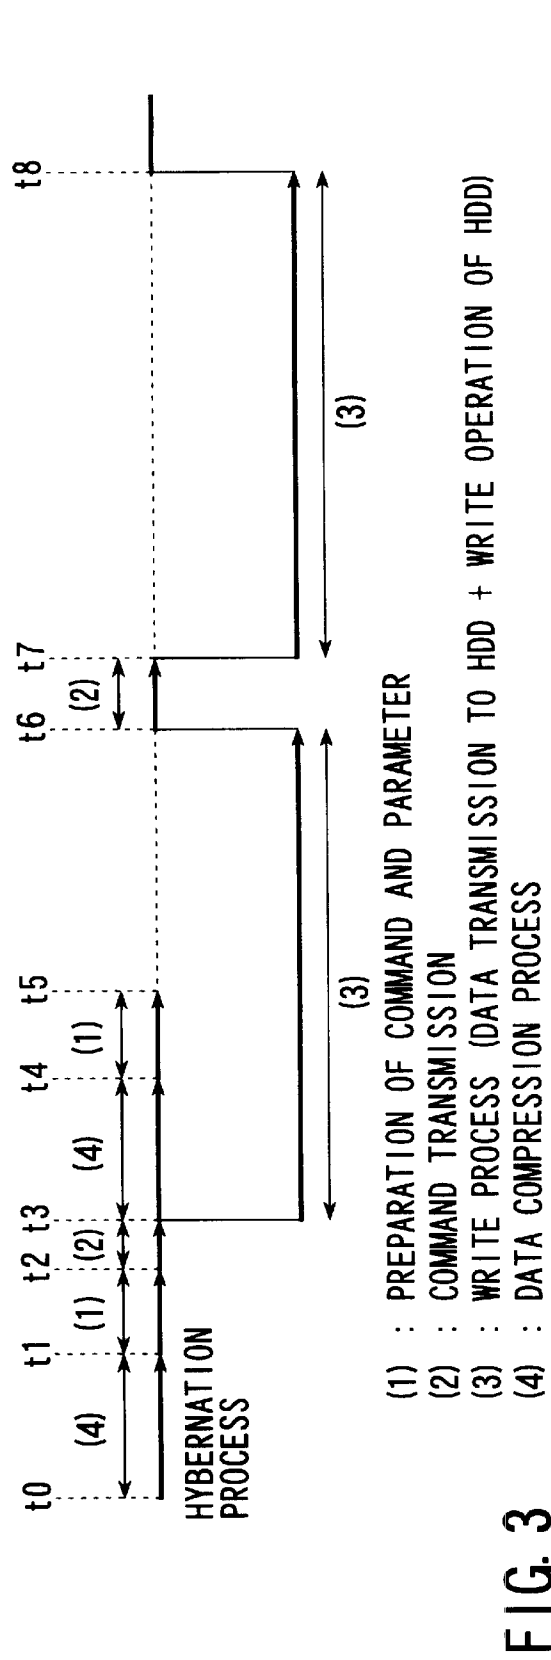 t0 t1 t2 t3 t4 t5 t6 t7 t8
(4) (1) (2) (4) (1) (2)
HYBERNATION
PROCESS
(3) (3)
(1) : PREPARATION OF COMMAND AND PARAMETER
(2) : COMMAND TRANSMISSION
(3) : WRITE PROCESS (DATA TRANSMISSION TO HDD + WRITE OPERATION OF HDD)
(4) : DATA COMPRESSION PROCESS
FIG. 3